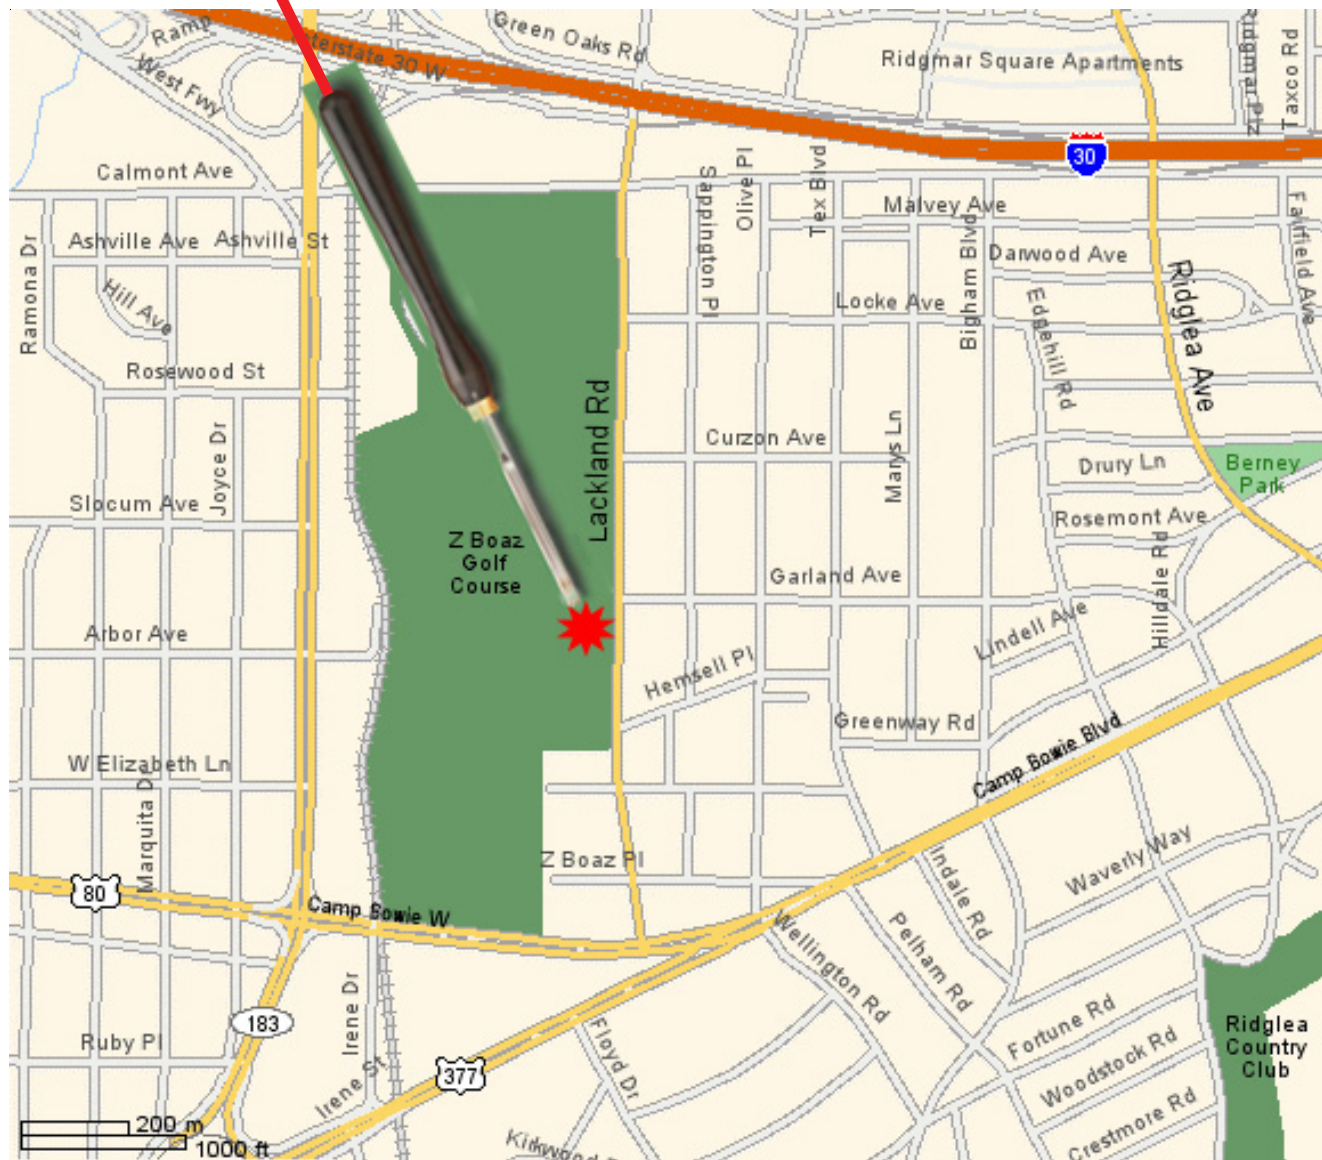 Ramp
Green Oaks Rd
Interstate 30 W
West Fwy
Ridgmar Square Apartments
Ridgmar Plz
Taxco Rd
30
Calmont Ave
Sappington Pl
Olive Pl
Tex Blvd
Malvey Ave
Fairfield Ave
Ramona Dr
Ashville Ave
Ashville St
Bigham Blvd
Darwood Ave
Ridglea Ave
Hill Ave
Locke Ave
Edgehill Rd
Rosewood St
Lackland Rd
Joyce Dr
Curzon Ave
Marys Ln
Drury Ln
Berney
Park
Slocum Ave
Rosemont Ave
Z Boaz
Golf
Course
Garland Ave
Hilldale Rd
Arbor Ave
Lindell Ave
Hemsell Pl
Greenway Rd
W Elizabeth Ln
Marquita Dr
Camp Bowie Blvd
Z Boaz Pl
Indale Rd
Waverly Way
80
Camp Bowie W
Wellington Rd
Pelham Rd
183
Irene Dr
Ruby Pl
Irene St
377
Floyd Dr
Fortune Rd
Woodstock Rd
Crestmore Rd
Ridglea
Country
Club
200 m
1000 ft
Kirkwood